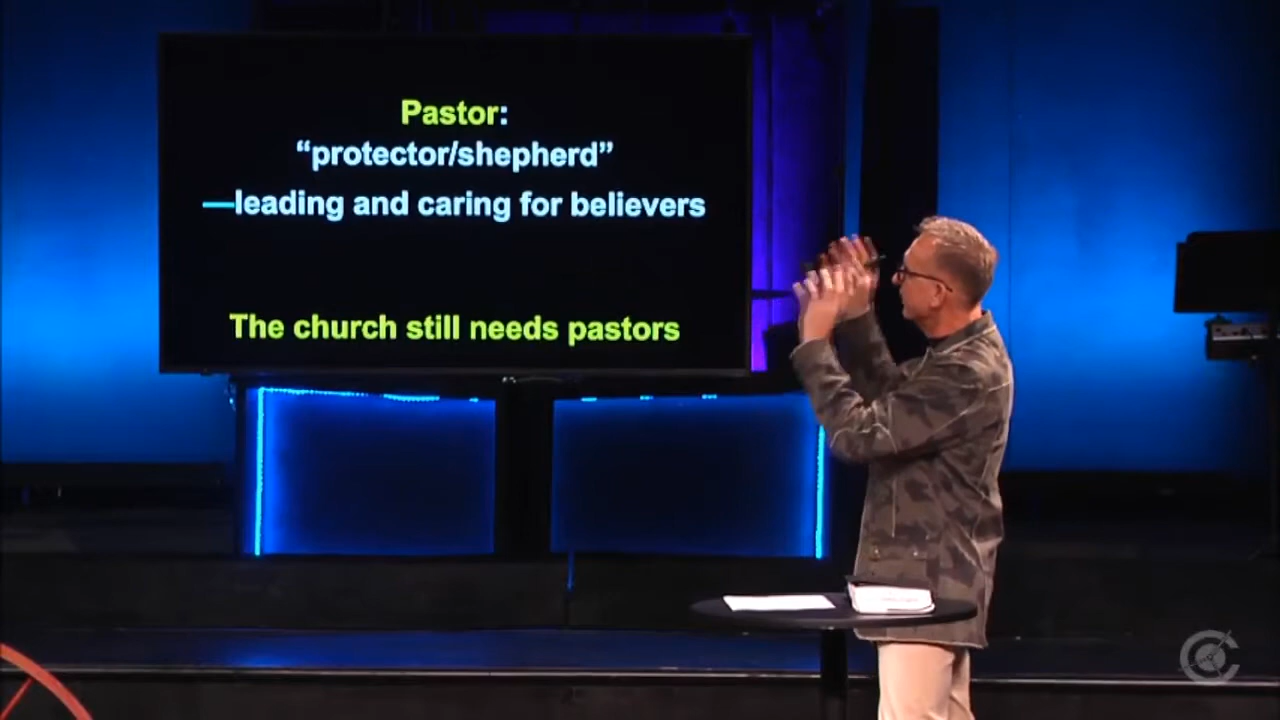 Pastor:
“protector/shepherd”
—leading and caring for believers
The church still needs pastors